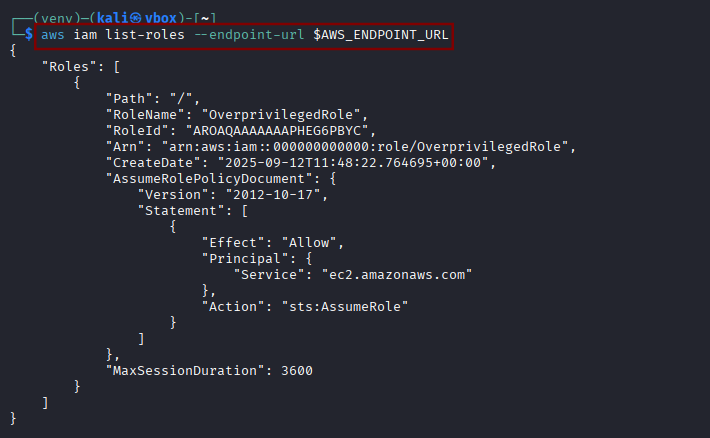 ┌──(venv)─(kali㉿vbox)-[~]
└─$ aws iam list-roles --endpoint-url $AWS_ENDPOINT_URL
{
    "Roles": [
        {
            "Path": "/",
            "RoleName": "OverprivilegedRole",
            "RoleId": "AROAQAAAAAAAPHEG6PBYC",
            "Arn": "arn:aws:iam::000000000000:role/OverprivilegedRole",
            "CreateDate": "2025-09-12T11:48:22.764695+00:00",
            "AssumeRolePolicyDocument": {
                "Version": "2012-10-17",
                "Statement": [
                    {
                        "Effect": "Allow",
                        "Principal": {
                            "Service": "ec2.amazonaws.com"
                        },
                        "Action": "sts:AssumeRole"
                    }
                ]
            },
            "MaxSessionDuration": 3600
        }
    ]
}